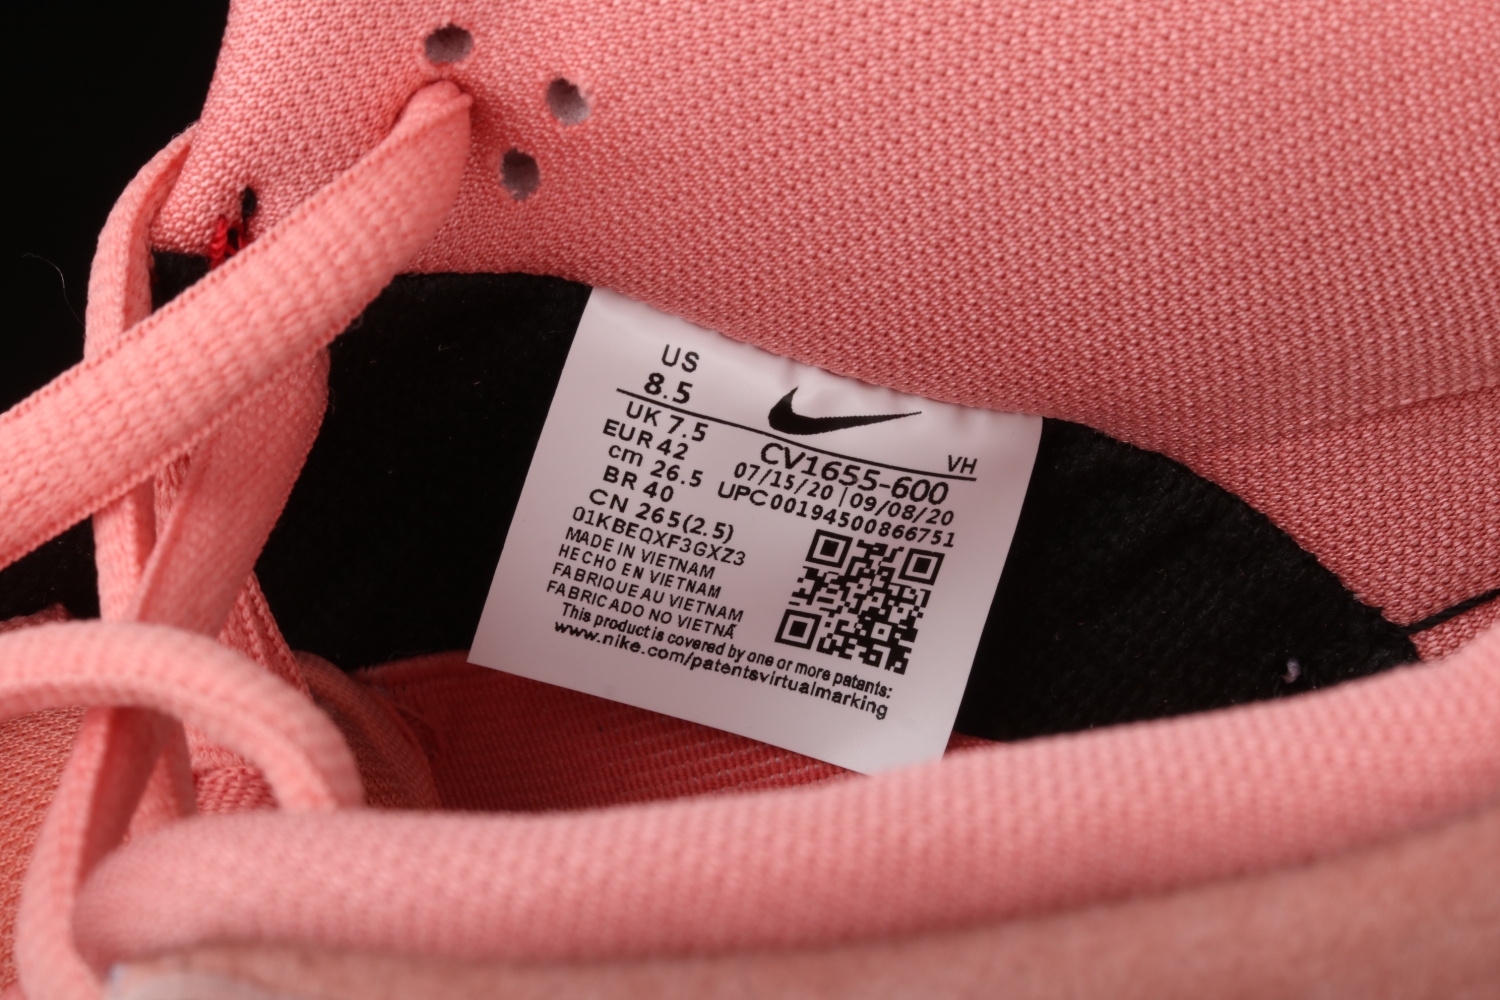 US
8.5
UK 7.5
EUR 42
cm 26.5
BR 40
CN 265(2.5)
01KBEQXF3GXZ3
MADE IN VIETNAM
HECHO EN VIETNAM
FABRIQUE AU VIETNAM
FABRICADO NO VIETNÃ
VH
CV1655-600
07/15/20 | 09/08/20
UPC00194500866751
This product is covered by one or more patents:
www.nike.com/patentsvirtualmarking